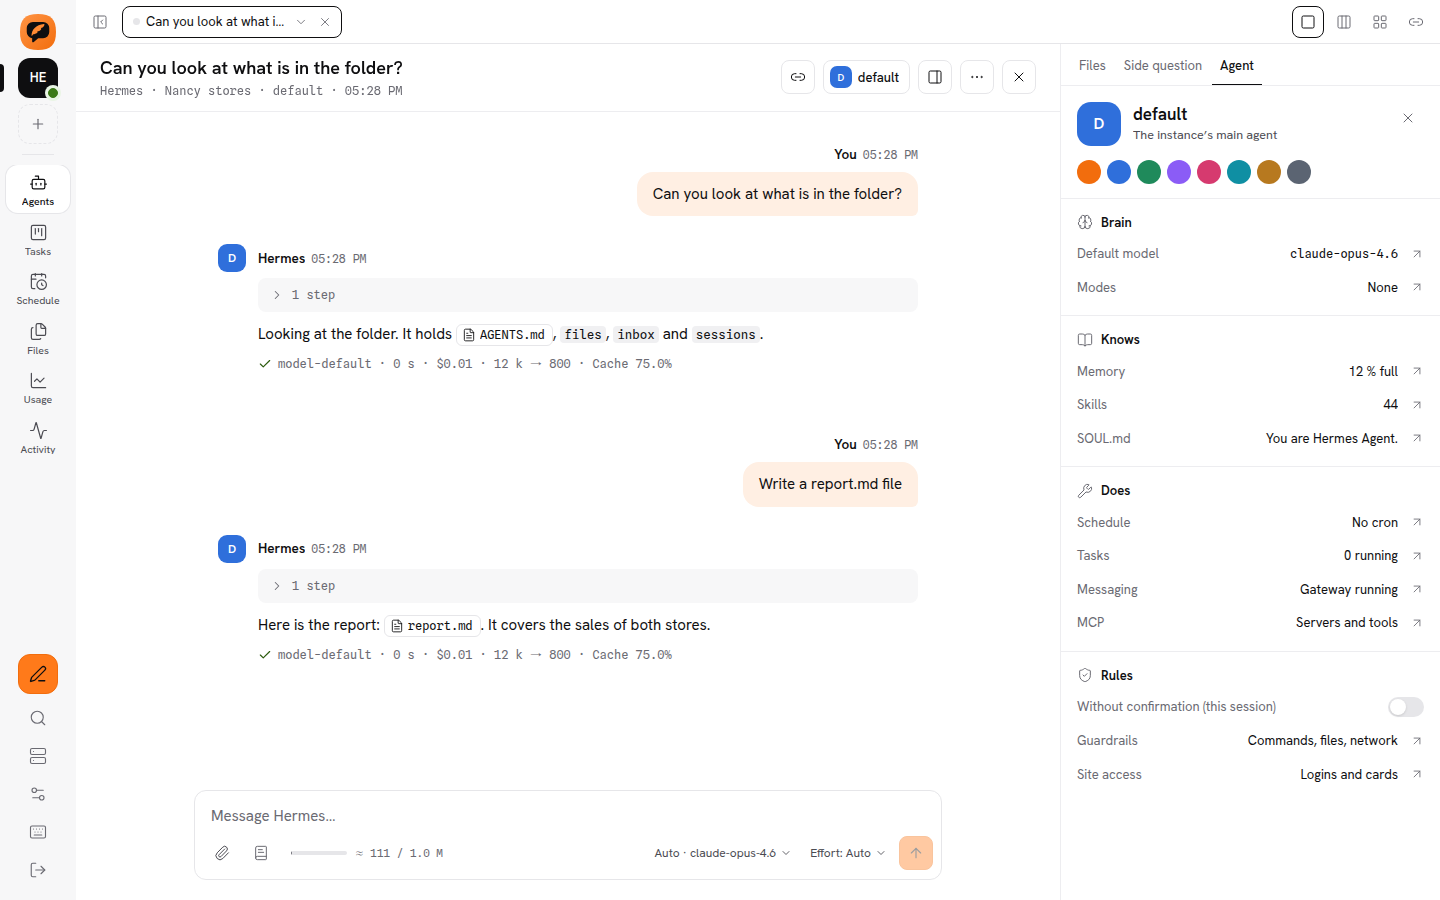 Can you look at what i...
HE
Agents
Tasks
Schedule
Files
Usage
Activity
Can you look at what is in the folder?
Hermes · Nancy stores · default · 05:28 PM
D default
You 05:28 PM
Can you look at what is in the folder?
D Hermes 05:28 PM
1 step
Looking at the folder. It holds AGENTS.md, files, inbox and sessions.
model-default · 0 s · $0.01 · 12 k → 800 · Cache 75.0%
You 05:28 PM
Write a report.md file
D Hermes 05:28 PM
1 step
Here is the report: report.md. It covers the sales of both stores.
model-default · 0 s · $0.01 · 12 k → 800 · Cache 75.0%
Message Hermes...
≈ 111 / 1.0 M
Auto · claude-opus-4.6
Effort: Auto
Files Side question Agent
D
default
The instance's main agent
Brain
Default model claude-opus-4.6
Modes None
Knows
Memory 12 % full
Skills 44
SOUL.md You are Hermes Agent.
Does
Schedule No cron
Tasks 0 running
Messaging Gateway running
MCP Servers and tools
Rules
Without confirmation (this session)
Guardrails Commands, files, network
Site access Logins and cards